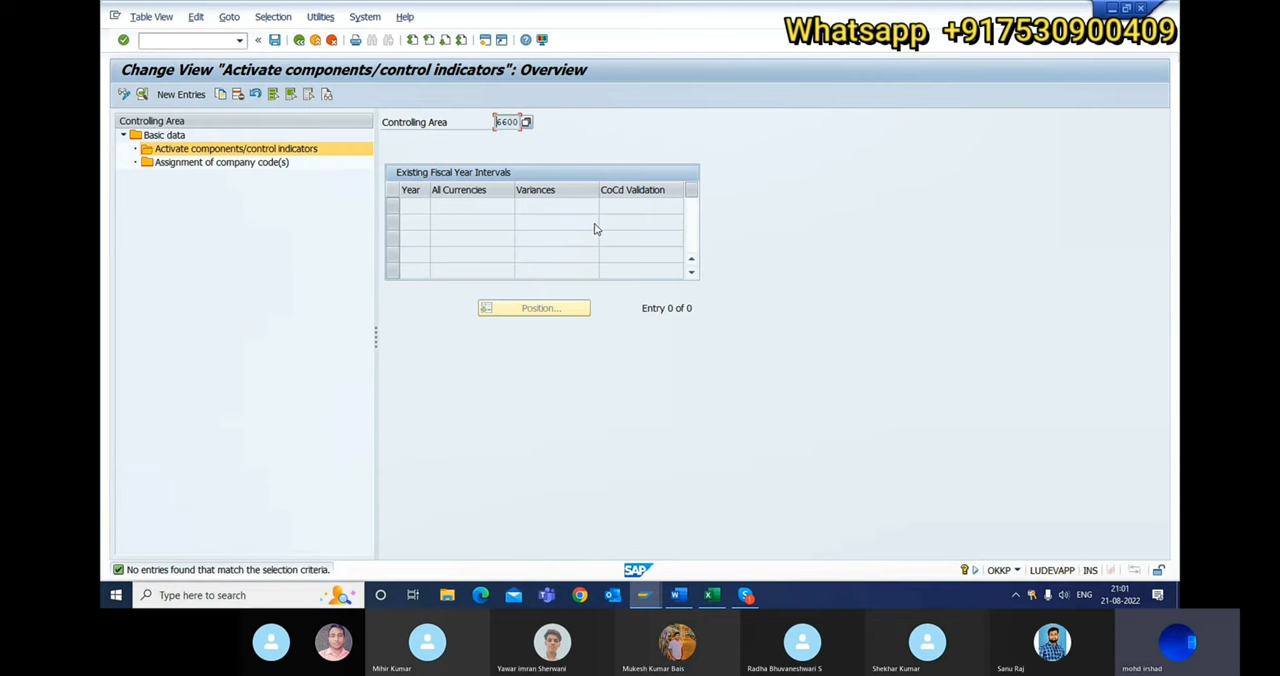 Table View Edit Goto Selection Utilities System Help
Whatsapp +917530900409
Change View "Activate components/control indicators": Overview
New Entries
Controlling Area
Basic data
Activate components/control indicators
Assignment of company code(s)
Controlling Area 6600
Existing Fiscal Year Intervals
Year All Currencies Variances CoCd Validation
Position... Entry 0 of 0
No entries found that match the selection criteria.
SAP
OKKP LUDEVAPP INS
Type here to search
ENG
21:01
21-08-2022
Mihir Kumar Yawar imran Sherwani Mukesh Kumar Bais Radha Bhuvaneshwari S Shekhar Kumar Sanu Raj mohd irshad